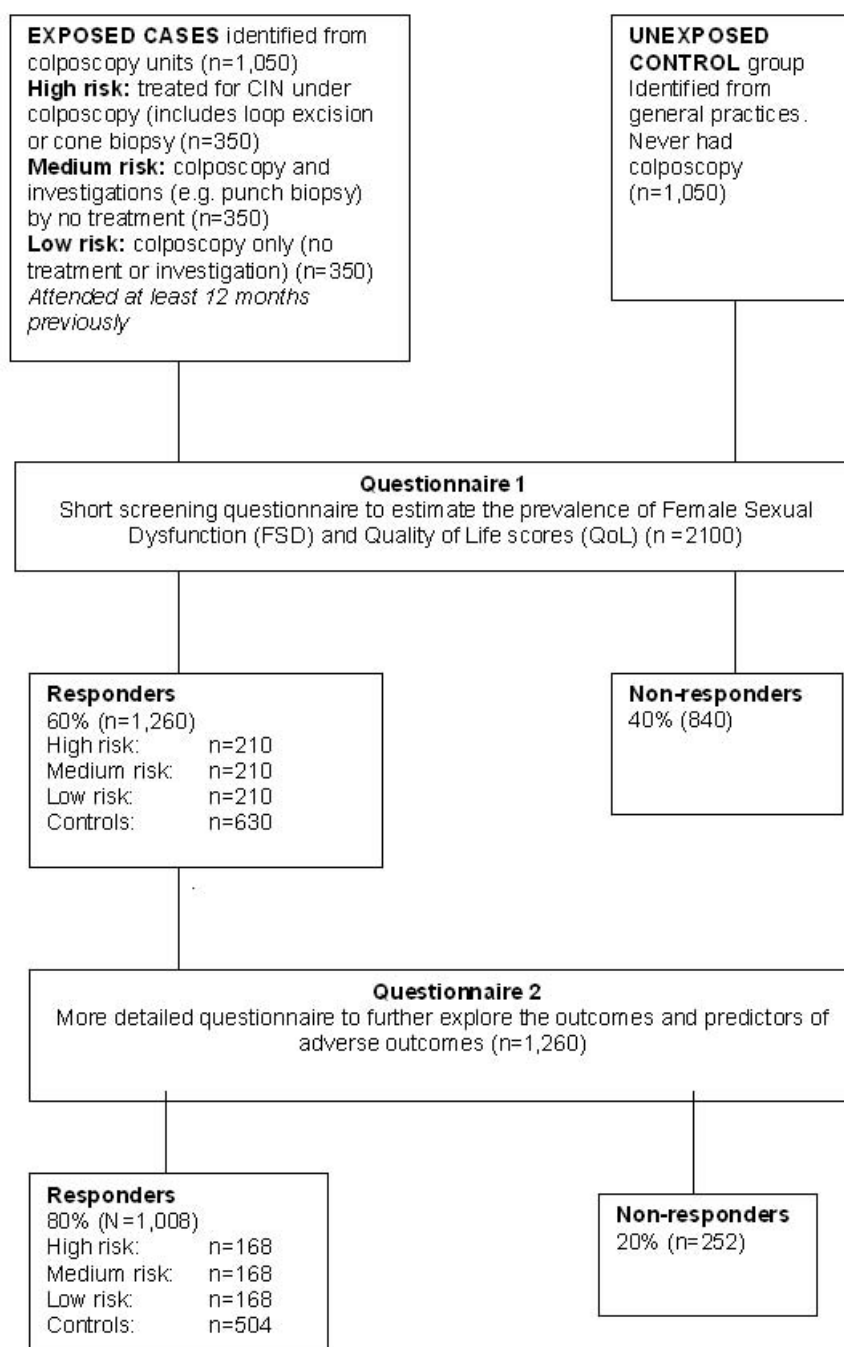 EXPOSED CASES identified from
colposcopy units (n=1,050)
High risk: treated for CIN under
colposcopy (includes loop excision
or cone biopsy (n=350)
Medium risk: colposcopy and
investigations (e.g. punch biopsy)
by no treatment (n=350)
Low risk: colposcopy only (no
treatment or investigation) (n=350)
Attended at least 12 months
previously
UNEXPOSED
CONTROL group
Identified from
general practices.
Never had
colposcopy
(n=1,050)
Questionnaire 1
Short screening questionnaire to estimate the prevalence of Female Sexual
Dysfunction (FSD) and Quality of Life scores (QoL) (n =2100)
Responders
60% (n=1,260)
High risk: n=210
Medium risk: n=210
Low risk: n=210
Controls: n=630
Non-responders
40% (840)
Questionnaire 2
More detailed questionnaire to further explore the outcomes and predictors of
adverse outcomes (n=1,260)
Responders
80% (N=1,008)
High risk: n=168
Medium risk: n=168
Low risk: n=168
Controls: n=504
Non-responders
20% (n=252)